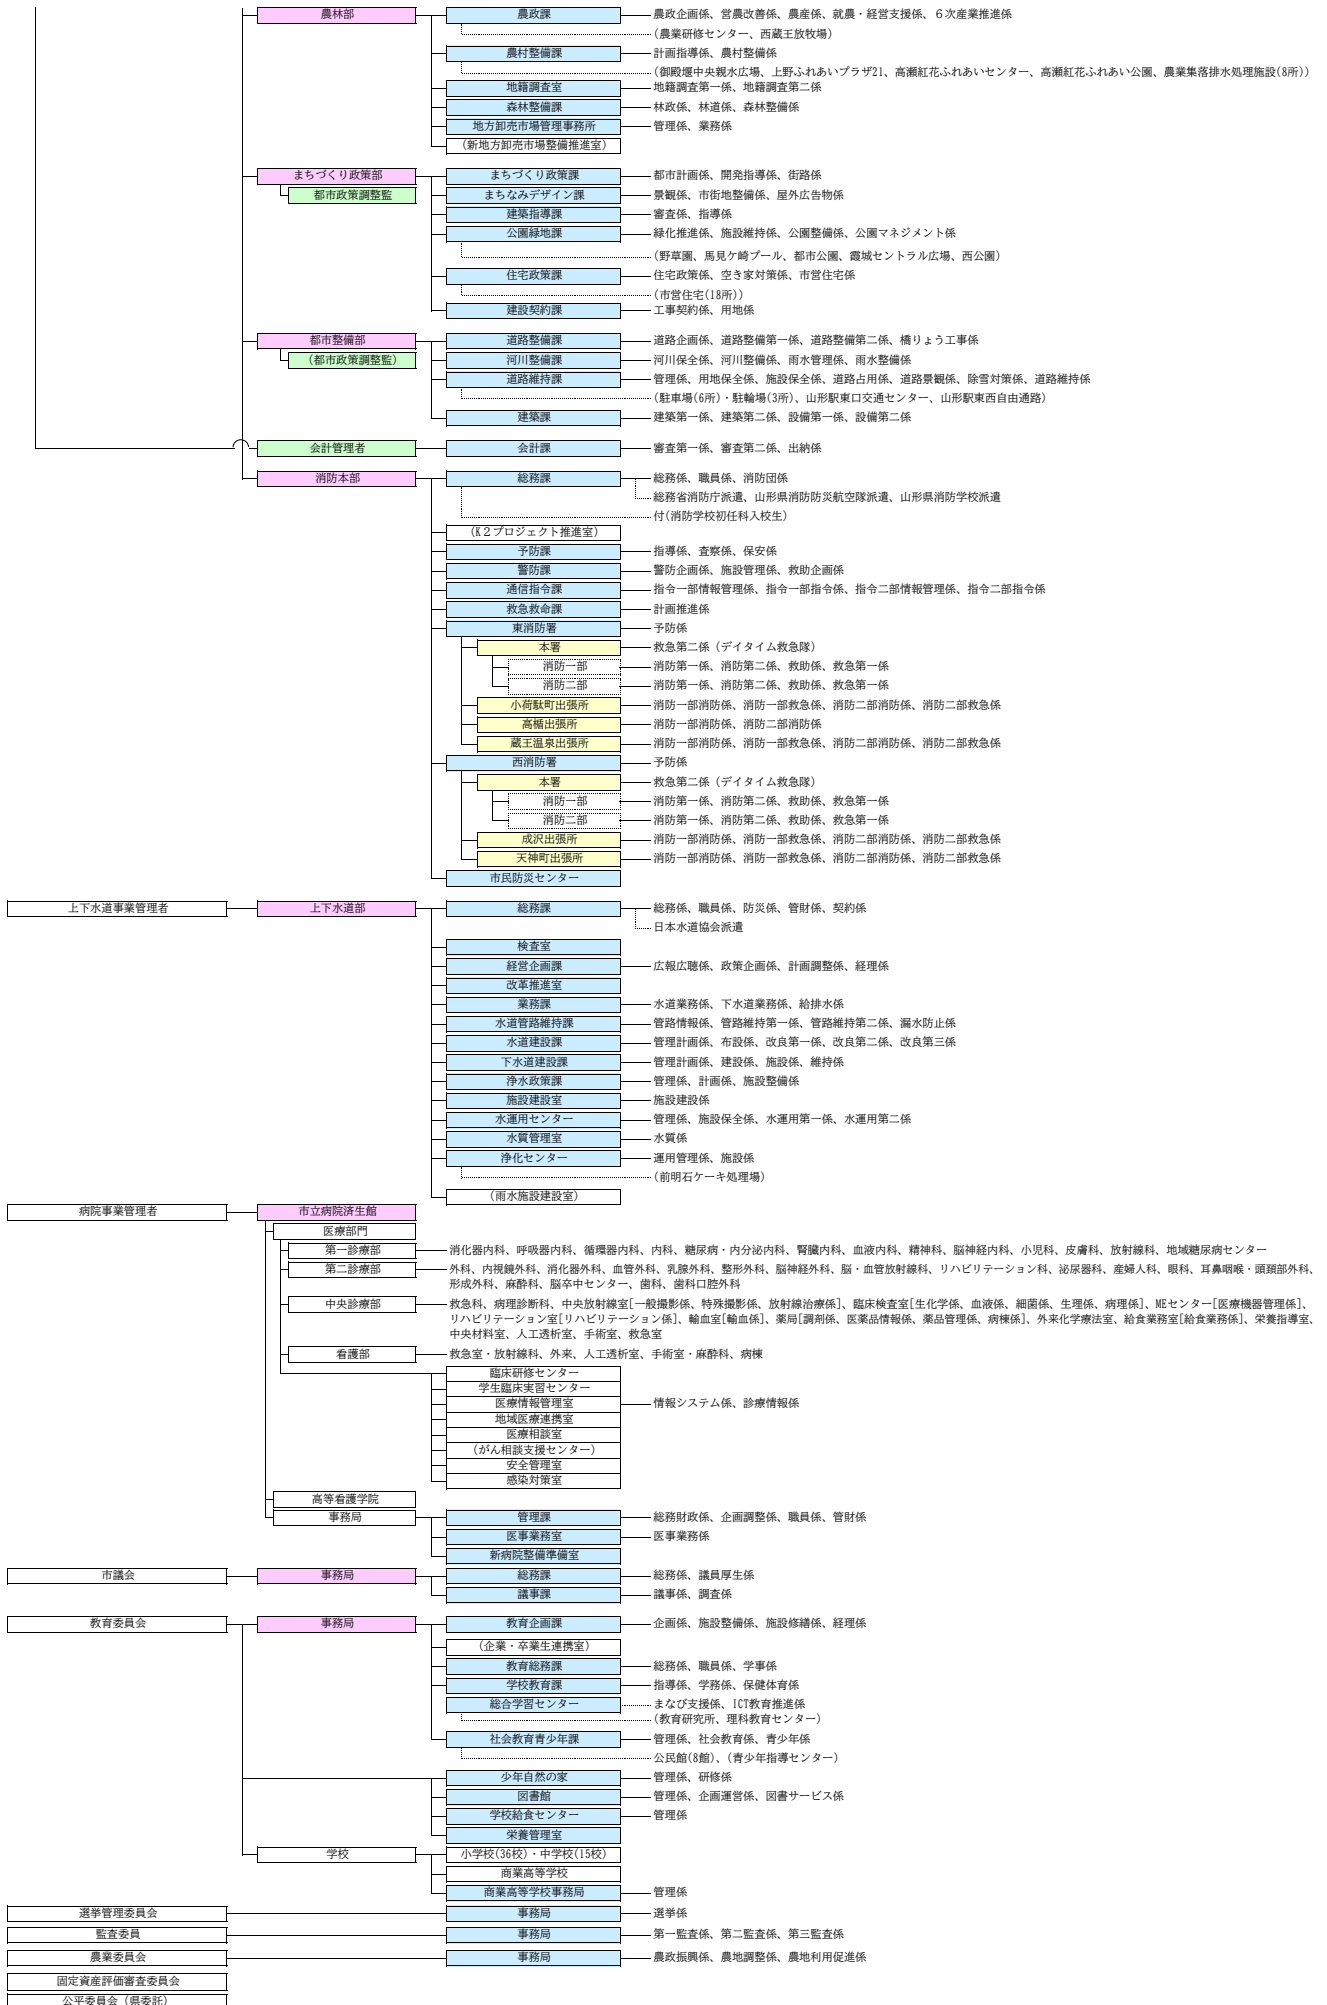 農林部 農政課 農政企画係、営農改善係、農産係、就農・経営支援係、６次産業推進係
(農業研修センター、西蔵王放牧場)
農村整備課 計画指導係、農村整備係
(御殿堰中央親水広場、上野ふれあいプラザ21、高瀬紅花ふれあいセンター、高瀬紅花ふれあい公園、農業集落排水処理施設(8所))
地籍調査室 地籍調査第一係、地籍調査第二係
森林整備課 林政係、林道係、森林整備係
地方卸売市場管理事務所 管理係、業務係
(新地方卸売市場整備推進室)
まちづくり政策部 まちづくり政策課 都市計画係、開発指導係、街路係
都市政策調整監 まちなみデザイン課 景観係、市街地整備係、屋外広告物係
建築指導課 審査係、指導係
公園緑地課 緑化推進係、施設維持係、公園整備係、公園マネジメント係
(野草園、馬見ケ崎プール、都市公園、霞城セントラル広場、西公園)
住宅政策課 住宅政策係、空き家対策係、市営住宅係
(市営住宅(18所))
建設契約課 工事契約係、用地係
都市整備部 道路整備課 道路企画係、道路整備第一係、道路整備第二係、橋りょう工事係
(都市政策調整監) 河川整備課 河川保全係、河川整備係、雨水管理係、雨水整備係
道路維持課 管理係、用地保全係、施設保全係、道路占用係、道路景観係、除雪対策係、道路維持係
(駐車場(6所)・駐輪場(3所)、山形駅東口交通センター、山形駅東西自由通路)
建築課 建築第一係、建築第二係、設備第一係、設備第二係
会計管理者 会計課 審査第一係、審査第二係、出納係
消防本部 総務課 総務係、職員係、消防団係
総務省消防庁派遣、山形県消防防災航空隊派遣、山形県消防学校派遣
付(消防学校初任科入校生)
(K２プロジェクト推進室)
予防課 指導係、査察係、保安係
警防課 警防企画係、施設管理係、救助企画係
通信指令課 指令一部情報管理係、指令一部指令係、指令二部情報管理係、指令二部指令係
救急救命課 計画推進係
東消防署 予防係
本署 救急第二係（デイタイム救急隊）
消防一部 消防第一係、消防第二係、救助係、救急第一係
消防二部 消防第一係、消防第二係、救助係、救急第一係
小荷駄町出張所 消防一部消防係、消防一部救急係、消防二部消防係、消防二部救急係
高楯出張所 消防一部消防係、消防二部消防係
蔵王温泉出張所 消防一部消防係、消防一部救急係、消防二部消防係、消防二部救急係
西消防署 予防係
本署 救急第二係（デイタイム救急隊）
消防一部 消防第一係、消防第二係、救助係、救急第一係
消防二部 消防第一係、消防第二係、救助係、救急第一係
成沢出張所 消防一部消防係、消防一部救急係、消防二部消防係、消防二部救急係
天神町出張所 消防一部消防係、消防一部救急係、消防二部消防係、消防二部救急係
市民防災センター
上下水道事業管理者 上下水道部 総務課 総務係、職員係、防災係、管財係、契約係
日本水道協会派遣
検査室
経営企画課 広報広聴係、政策企画係、計画調整係、経理係
改革推進室
業務課 水道業務係、下水道業務係、給排水係
水道管路維持課 管路情報係、管路維持第一係、管路維持第二係、漏水防止係
水道建設課 管理計画係、布設係、改良第一係、改良第二係、改良第三係
下水道建設課 管理計画係、建設係、施設係、維持係
浄水政策課 管理係、計画係、施設整備係
施設建設室 施設建設係
水運用センター 管理係、施設保全係、水運用第一係、水運用第二係
水質管理室 水質係
浄化センター 運用管理係、施設係
(前明石ケーキ処理場)
(雨水施設建設室)
病院事業管理者 市立病院済生館
医療部門
第一診療部 消化器内科、呼吸器内科、循環器内科、内科、糖尿病・内分泌内科、腎臓内科、血液内科、精神科、脳神経内科、小児科、皮膚科、放射線科、地域糖尿病センター
第二診療部 外科、内視鏡外科、消化器外科、血管外科、乳腺外科、整形外科、脳神経外科、脳・血管放射線科、リハビリテーション科、泌尿器科、産婦人科、眼科、耳鼻咽喉・頭頚部外科、
形成外科、麻酔科、脳卒中センター、歯科、歯科口腔外科
中央診療部 救急科、病理診断科、中央放射線室[一般撮影係、特殊撮影係、放射線治療係]、臨床検査室[生化学係、血液係、細菌係、生理係、病理係]、MEセンター[医療機器管理係]、
リハビリテーション室[リハビリテーション係]、輸血室[輸血係]、薬局[調剤係、医薬品情報係、薬品管理係、病棟係]、外来化学療法室、給食業務室[給食業務係]、栄養指導室、
中央材料室、人工透析室、手術室、救急室
看護部 救急室・放射線科、外来、人工透析室、手術室・麻酔科、病棟
臨床研修センター
学生臨床実習センター
医療情報管理室 情報システム係、診療情報係
地域医療連携室
医療相談室
(がん相談支援センター)
安全管理室
感染対策室
高等看護学院
事務局 管理課 総務財政係、企画調整係、職員係、管財係
医事業務室 医事業務係
新病院整備準備室
市議会 事務局 総務課 総務係、議員厚生係
議事課 議事係、調査係
教育委員会 事務局 教育企画課 企画係、施設整備係、施設修繕係、経理係
(企業・卒業生連携室)
教育総務課 総務係、職員係、学事係
学校教育課 指導係、学務係、保健体育係
総合学習センター まなび支援係、ICT教育推進係
(教育研究所、理科教育センター)
社会教育青少年課 管理係、社会教育係、青少年係
公民館(8館)、(青少年指導センター)
少年自然の家 管理係、研修係
図書館 管理係、企画運営係、図書サービス係
学校給食センター 管理係
栄養管理室
学校 小学校(36校)・中学校(15校)
商業高等学校
商業高等学校事務局 管理係
選挙管理委員会 事務局 選挙係
監査委員 事務局 第一監査係、第二監査係、第三監査係
農業委員会 事務局 農政振興係、農地調整係、農地利用促進係
固定資産評価審査委員会
公平委員会（県委託）